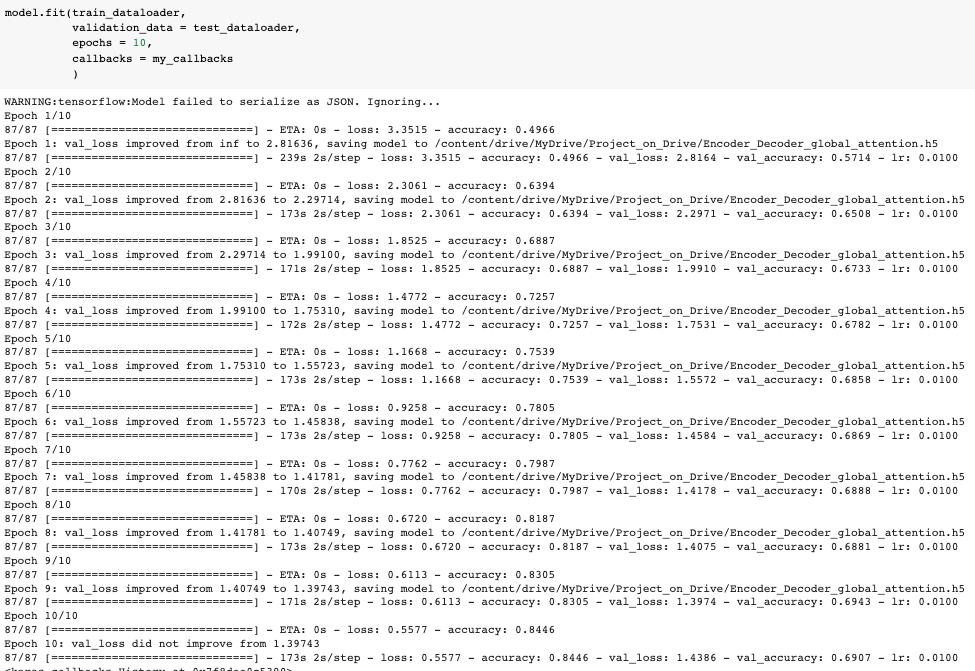 model.fit(train_dataloader,
validation_data = test_dataloader,
epochs = 10,
callbacks = my_callbacks
)
WARNING:tensorflow:Model failed to serialize as JSON. Ignoring...
Epoch 1/10
87/87 [==============================] - ETA: 0s - loss: 3.3515 - accuracy: 0.4966
Epoch 1: val_loss improved from inf to 2.81636, saving model to /content/drive/MyDrive/Project_on_Drive/Encoder_Decoder_global_attention.h5
87/87 [==============================] - 239s 2s/step - loss: 3.3515 - accuracy: 0.4966 - val_loss: 2.8164 - val_accuracy: 0.5714 - lr: 0.0100
Epoch 2/10
87/87 [==============================] - ETA: 0s - loss: 2.3061 - accuracy: 0.6394
Epoch 2: val_loss improved from 2.81636 to 2.29714, saving model to /content/drive/MyDrive/Project_on_Drive/Encoder_Decoder_global_attention.h5
87/87 [==============================] - 173s 2s/step - loss: 2.3061 - accuracy: 0.6394 - val_loss: 2.2971 - val_accuracy: 0.6508 - lr: 0.0100
Epoch 3/10
87/87 [==============================] - ETA: 0s - loss: 1.8525 - accuracy: 0.6887
Epoch 3: val_loss improved from 2.29714 to 1.99100, saving model to /content/drive/MyDrive/Project_on_Drive/Encoder_Decoder_global_attention.h5
87/87 [==============================] - 171s 2s/step - loss: 1.8525 - accuracy: 0.6887 - val_loss: 1.9910 - val_accuracy: 0.6733 - lr: 0.0100
Epoch 4/10
87/87 [==============================] - ETA: 0s - loss: 1.4772 - accuracy: 0.7257
Epoch 4: val_loss improved from 1.99100 to 1.75310, saving model to /content/drive/MyDrive/Project_on_Drive/Encoder_Decoder_global_attention.h5
87/87 [==============================] - 172s 2s/step - loss: 1.4772 - accuracy: 0.7257 - val_loss: 1.7531 - val_accuracy: 0.6782 - lr: 0.0100
Epoch 5/10
87/87 [==============================] - ETA: 0s - loss: 1.1668 - accuracy: 0.7539
Epoch 5: val_loss improved from 1.75310 to 1.55723, saving model to /content/drive/MyDrive/Project_on_Drive/Encoder_Decoder_global_attention.h5
87/87 [==============================] - 173s 2s/step - loss: 1.1668 - accuracy: 0.7539 - val_loss: 1.5572 - val_accuracy: 0.6858 - lr: 0.0100
Epoch 6/10
87/87 [==============================] - ETA: 0s - loss: 0.9258 - accuracy: 0.7805
Epoch 6: val_loss improved from 1.55723 to 1.45838, saving model to /content/drive/MyDrive/Project_on_Drive/Encoder_Decoder_global_attention.h5
87/87 [==============================] - 173s 2s/step - loss: 0.9258 - accuracy: 0.7805 - val_loss: 1.4584 - val_accuracy: 0.6869 - lr: 0.0100
Epoch 7/10
87/87 [==============================] - ETA: 0s - loss: 0.7762 - accuracy: 0.7987
Epoch 7: val_loss improved from 1.45838 to 1.41781, saving model to /content/drive/MyDrive/Project_on_Drive/Encoder_Decoder_global_attention.h5
87/87 [==============================] - 170s 2s/step - loss: 0.7762 - accuracy: 0.7987 - val_loss: 1.4178 - val_accuracy: 0.6888 - lr: 0.0100
Epoch 8/10
87/87 [==============================] - ETA: 0s - loss: 0.6720 - accuracy: 0.8187
Epoch 8: val_loss improved from 1.41781 to 1.40749, saving model to /content/drive/MyDrive/Project_on_Drive/Encoder_Decoder_global_attention.h5
87/87 [==============================] - 173s 2s/step - loss: 0.6720 - accuracy: 0.8187 - val_loss: 1.4075 - val_accuracy: 0.6881 - lr: 0.0100
Epoch 9/10
87/87 [==============================] - ETA: 0s - loss: 0.6113 - accuracy: 0.8305
Epoch 9: val_loss improved from 1.40749 to 1.39743, saving model to /content/drive/MyDrive/Project_on_Drive/Encoder_Decoder_global_attention.h5
87/87 [==============================] - 171s 2s/step - loss: 0.6113 - accuracy: 0.8305 - val_loss: 1.3974 - val_accuracy: 0.6943 - lr: 0.0100
Epoch 10/10
87/87 [==============================] - ETA: 0s - loss: 0.5577 - accuracy: 0.8446
Epoch 10: val_loss did not improve from 1.39743
87/87 [==============================] - 173s 2s/step - loss: 0.5577 - accuracy: 0.8446 - val_loss: 1.4386 - val_accuracy: 0.6907 - lr: 0.0100